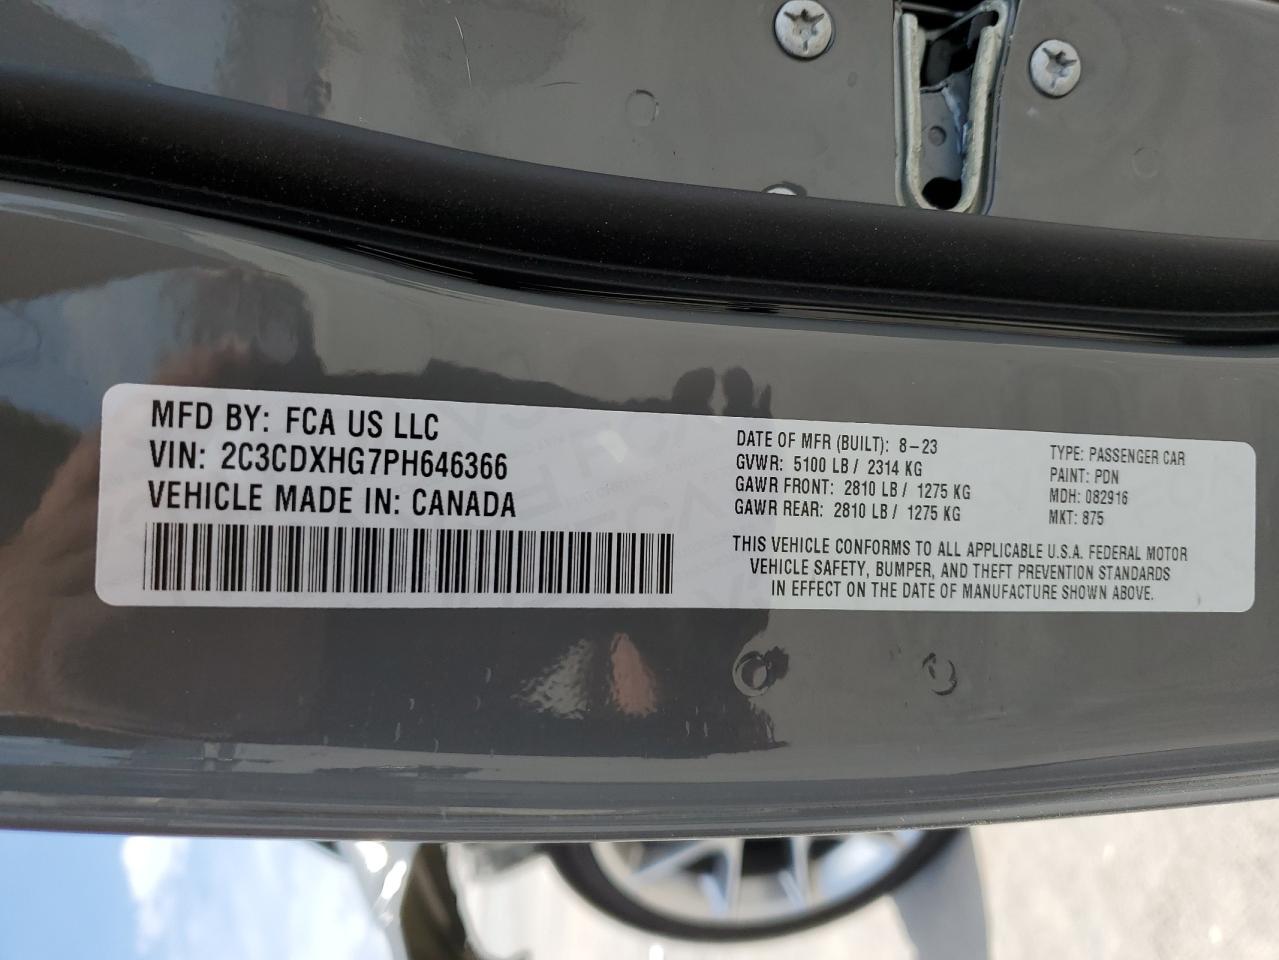 MFD BY: FCA US LLC
VIN: 2C3CDXHG7PH646366
VEHICLE MADE IN: CANADA
DATE OF MFR (BUILT): 8-23
GVWR: 5100 LB / 2314 KG
GAWR FRONT: 2810 LB / 1275 KG
GAWR REAR: 2810 LB / 1275 KG
TYPE: PASSENGER CAR
PAINT: PDN
MDH: 082916
MKT: 875
THIS VEHICLE CONFORMS TO ALL APPLICABLE U.S.A. FEDERAL MOTOR
VEHICLE SAFETY, BUMPER, AND THEFT PREVENTION STANDARDS
IN EFFECT ON THE DATE OF MANUFACTURE SHOWN ABOVE.